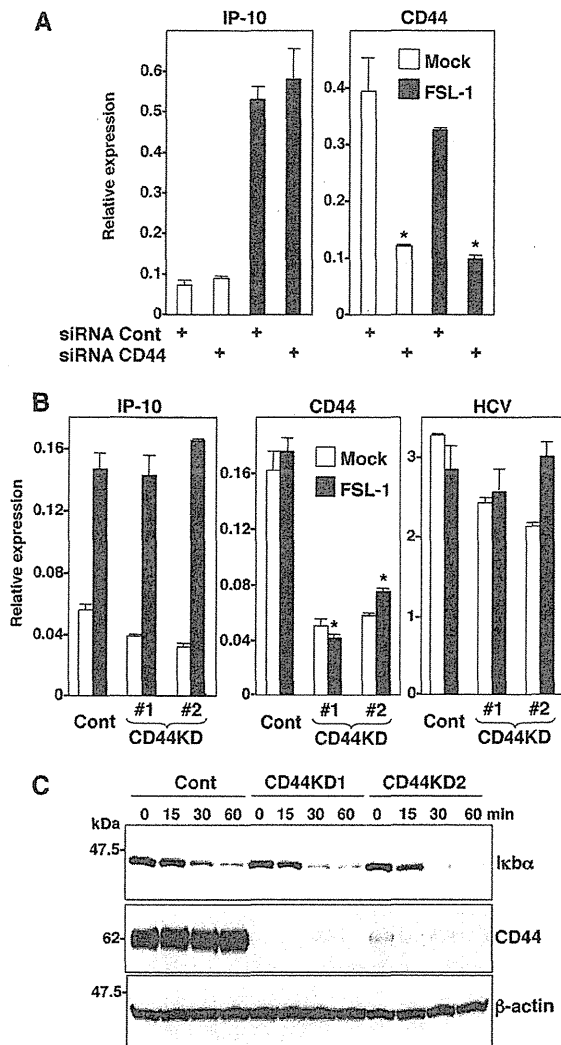 A
IP-10
CD44
Relative expression
0.6
0.5
0.4
0.3
0.2
0.1
0
0.4
0.3
0.2
0.1
0
Mock
FSL-1
*
*
siRNA Cont + +
siRNA CD44 + +
B
IP-10
CD44
HCV
Relative expression
0.16
0.12
0.08
0.04
0
0.16
0.12
0.08
0.04
0
3
2
1
0
Mock
FSL-1
*
*
Cont #1 #2
CD44KD
Cont #1 #2
CD44KD
Cont #1 #2
CD44KD
C
Cont CD44KD1 CD44KD2
0 15 30 60 0 15 30 60 0 15 30 60 min
kDa
47.5
Iκbα
62
CD44
47.5
β-actin